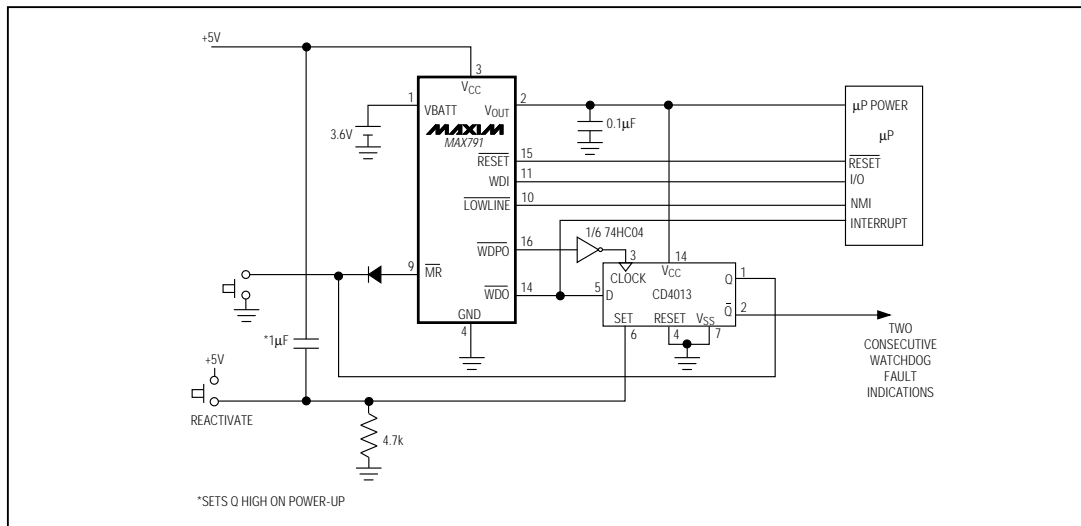 +5V
3
VCC
1
VBATT
VOUT
2
3.6V
MAXIM
MAX791
0.1µF
µP POWER
µP
RESET
15
RESET
WDI
11
I/O
LOWLINE
10
NMI
INTERRUPT
1/6 74HC04
WDPO
16
9
MR
3
14
CLOCK
VCC
Q
1
WDO
14
5
D
CD4013
Q
2
GND
4
SET
RESET
VSS
6
4
7
*1µF
TWO
CONSECUTIVE
WATCHDOG
FAULT
INDICATIONS
+5V
REACTIVATE
4.7k
*SETS Q HIGH ON POWER-UP